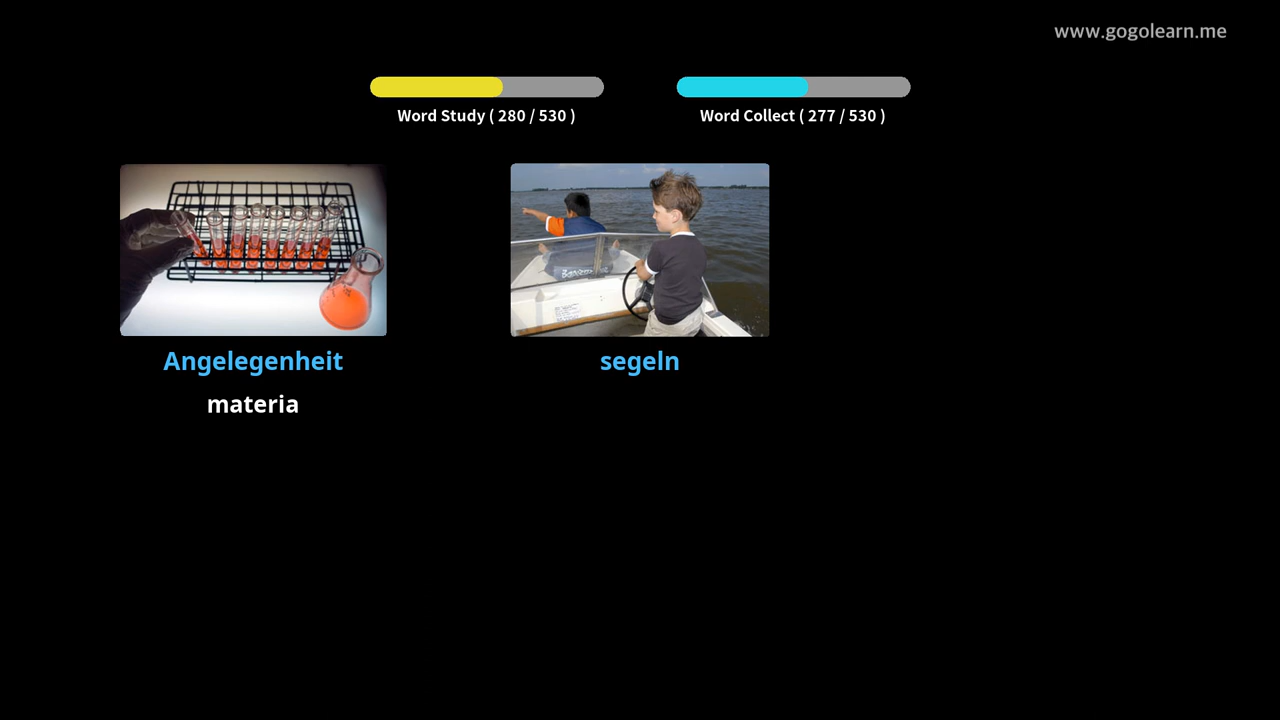 www.gogolearn.me
Word Study ( 280 / 530 )
Word Collect ( 277 / 530 )
Angelegenheit
segeln
materia